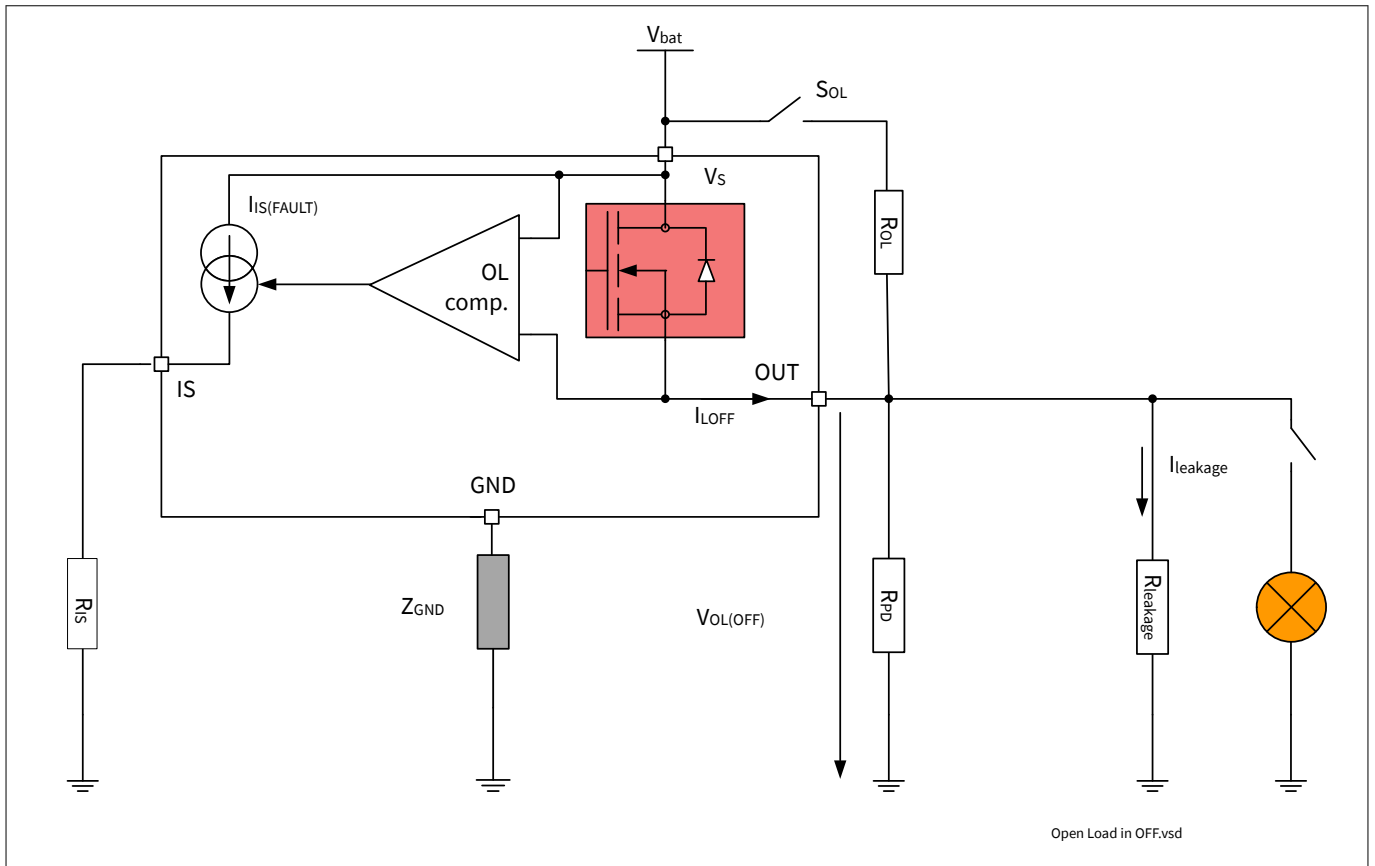 Vbat
SOL
VS
IIS(FAULT)
ROL
OL
comp.
OUT
IS
ILOFF
Ileakage
GND
RIS
ZGND
VOL(OFF)
RPD
Rleakage
Open Load in OFF.vsd